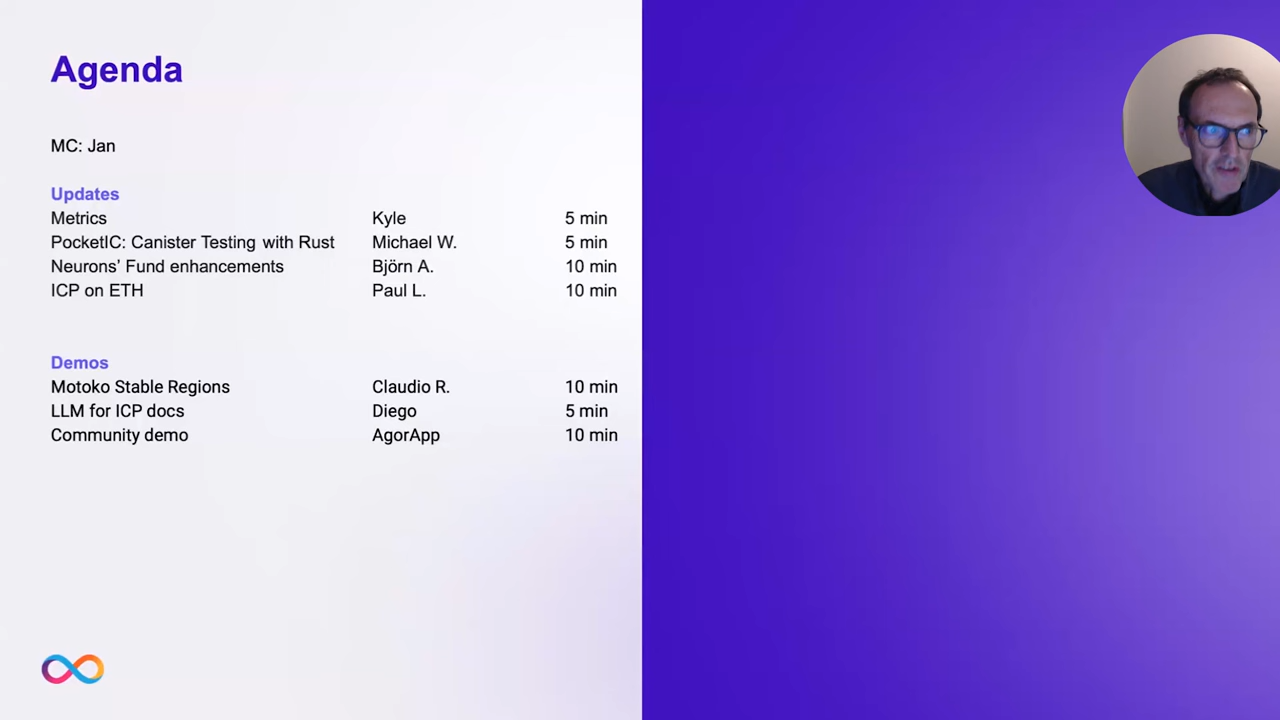 Agenda
MC: Jan
Updates
Metrics Kyle 5 min
PocketIC: Canister Testing with Rust Michael W. 5 min
Neurons’ Fund enhancements Björn A. 10 min
ICP on ETH Paul L. 10 min
Demos
Motoko Stable Regions Claudio R. 10 min
LLM for ICP docs Diego 5 min
Community demo AgorApp 10 min